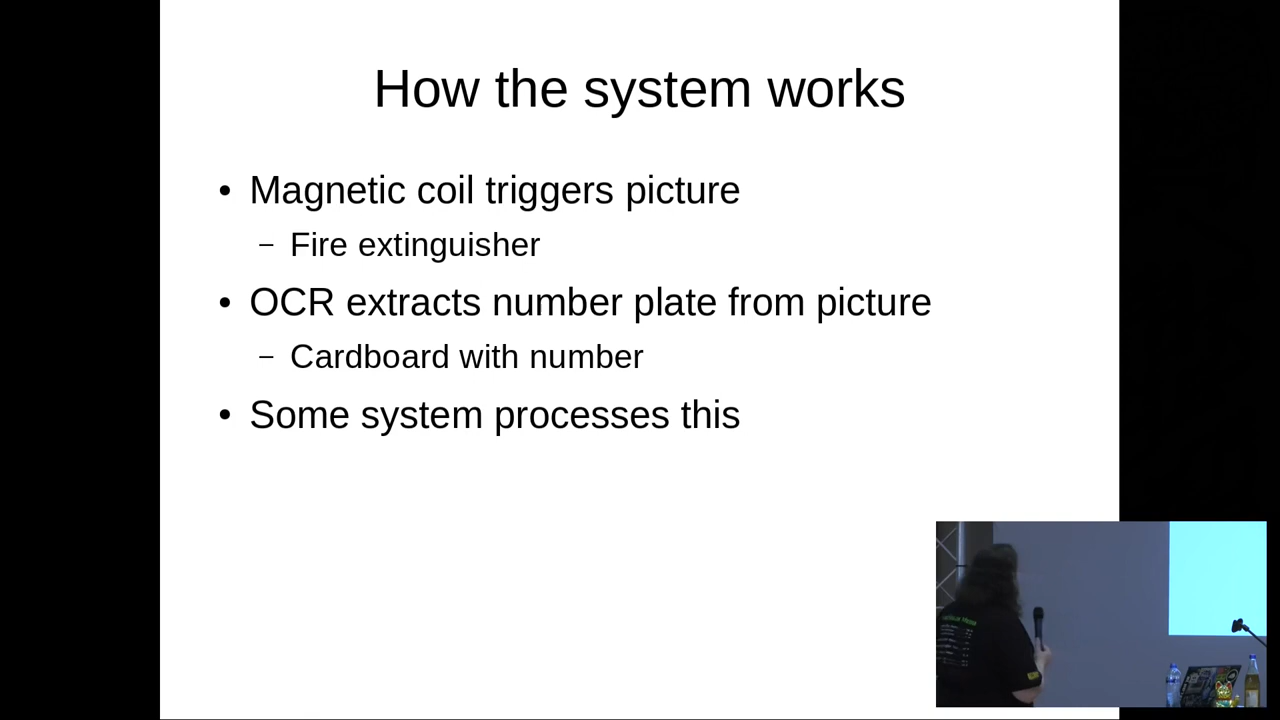 How the system works
• Magnetic coil triggers picture
– Fire extinguisher
• OCR extracts number plate from picture
– Cardboard with number
• Some system processes this